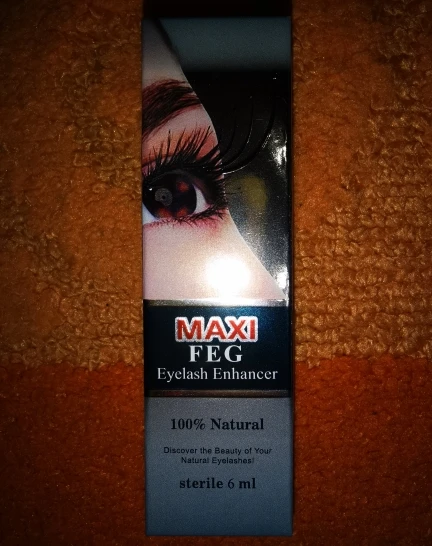 MAXI
FEG
Eyelash Enhancer
100% Natural
Discover the Beauty of Your
Natural Eyelashes!
sterile 6 ml